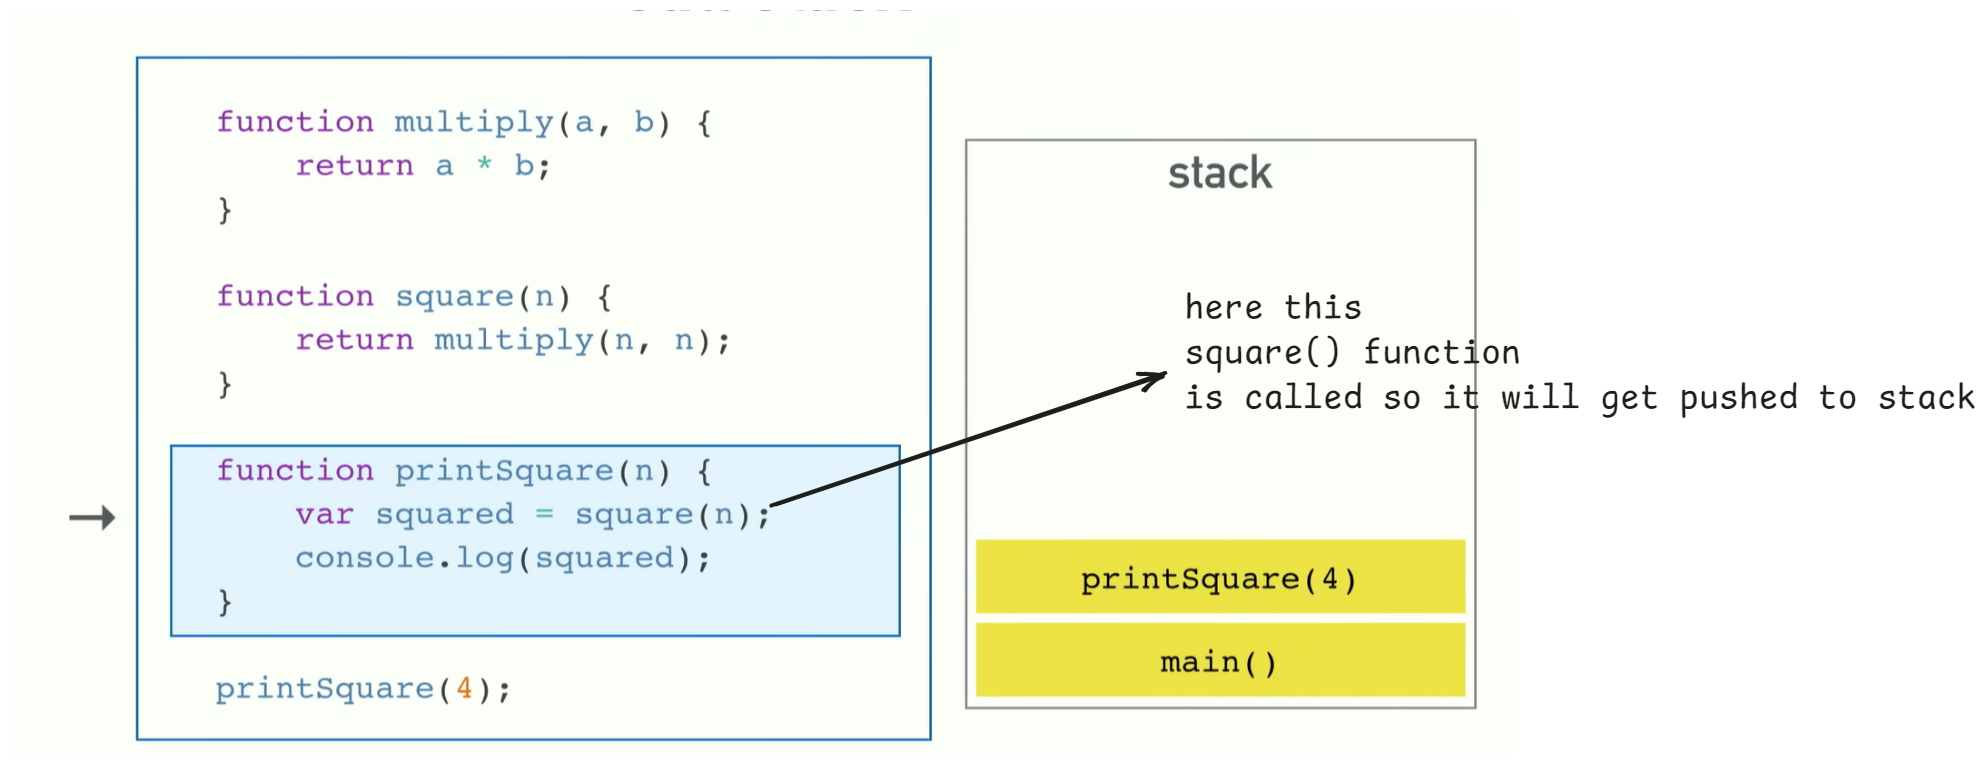 function multiply(a, b) {
    return a * b;
}
function square(n) {
    return multiply(n, n);
}
function printSquare(n) {
    var squared = square(n);
    console.log(squared);
}
printSquare(4);
stack
here this
square() function
is called so it will get pushed to stack
printSquare(4)
main()